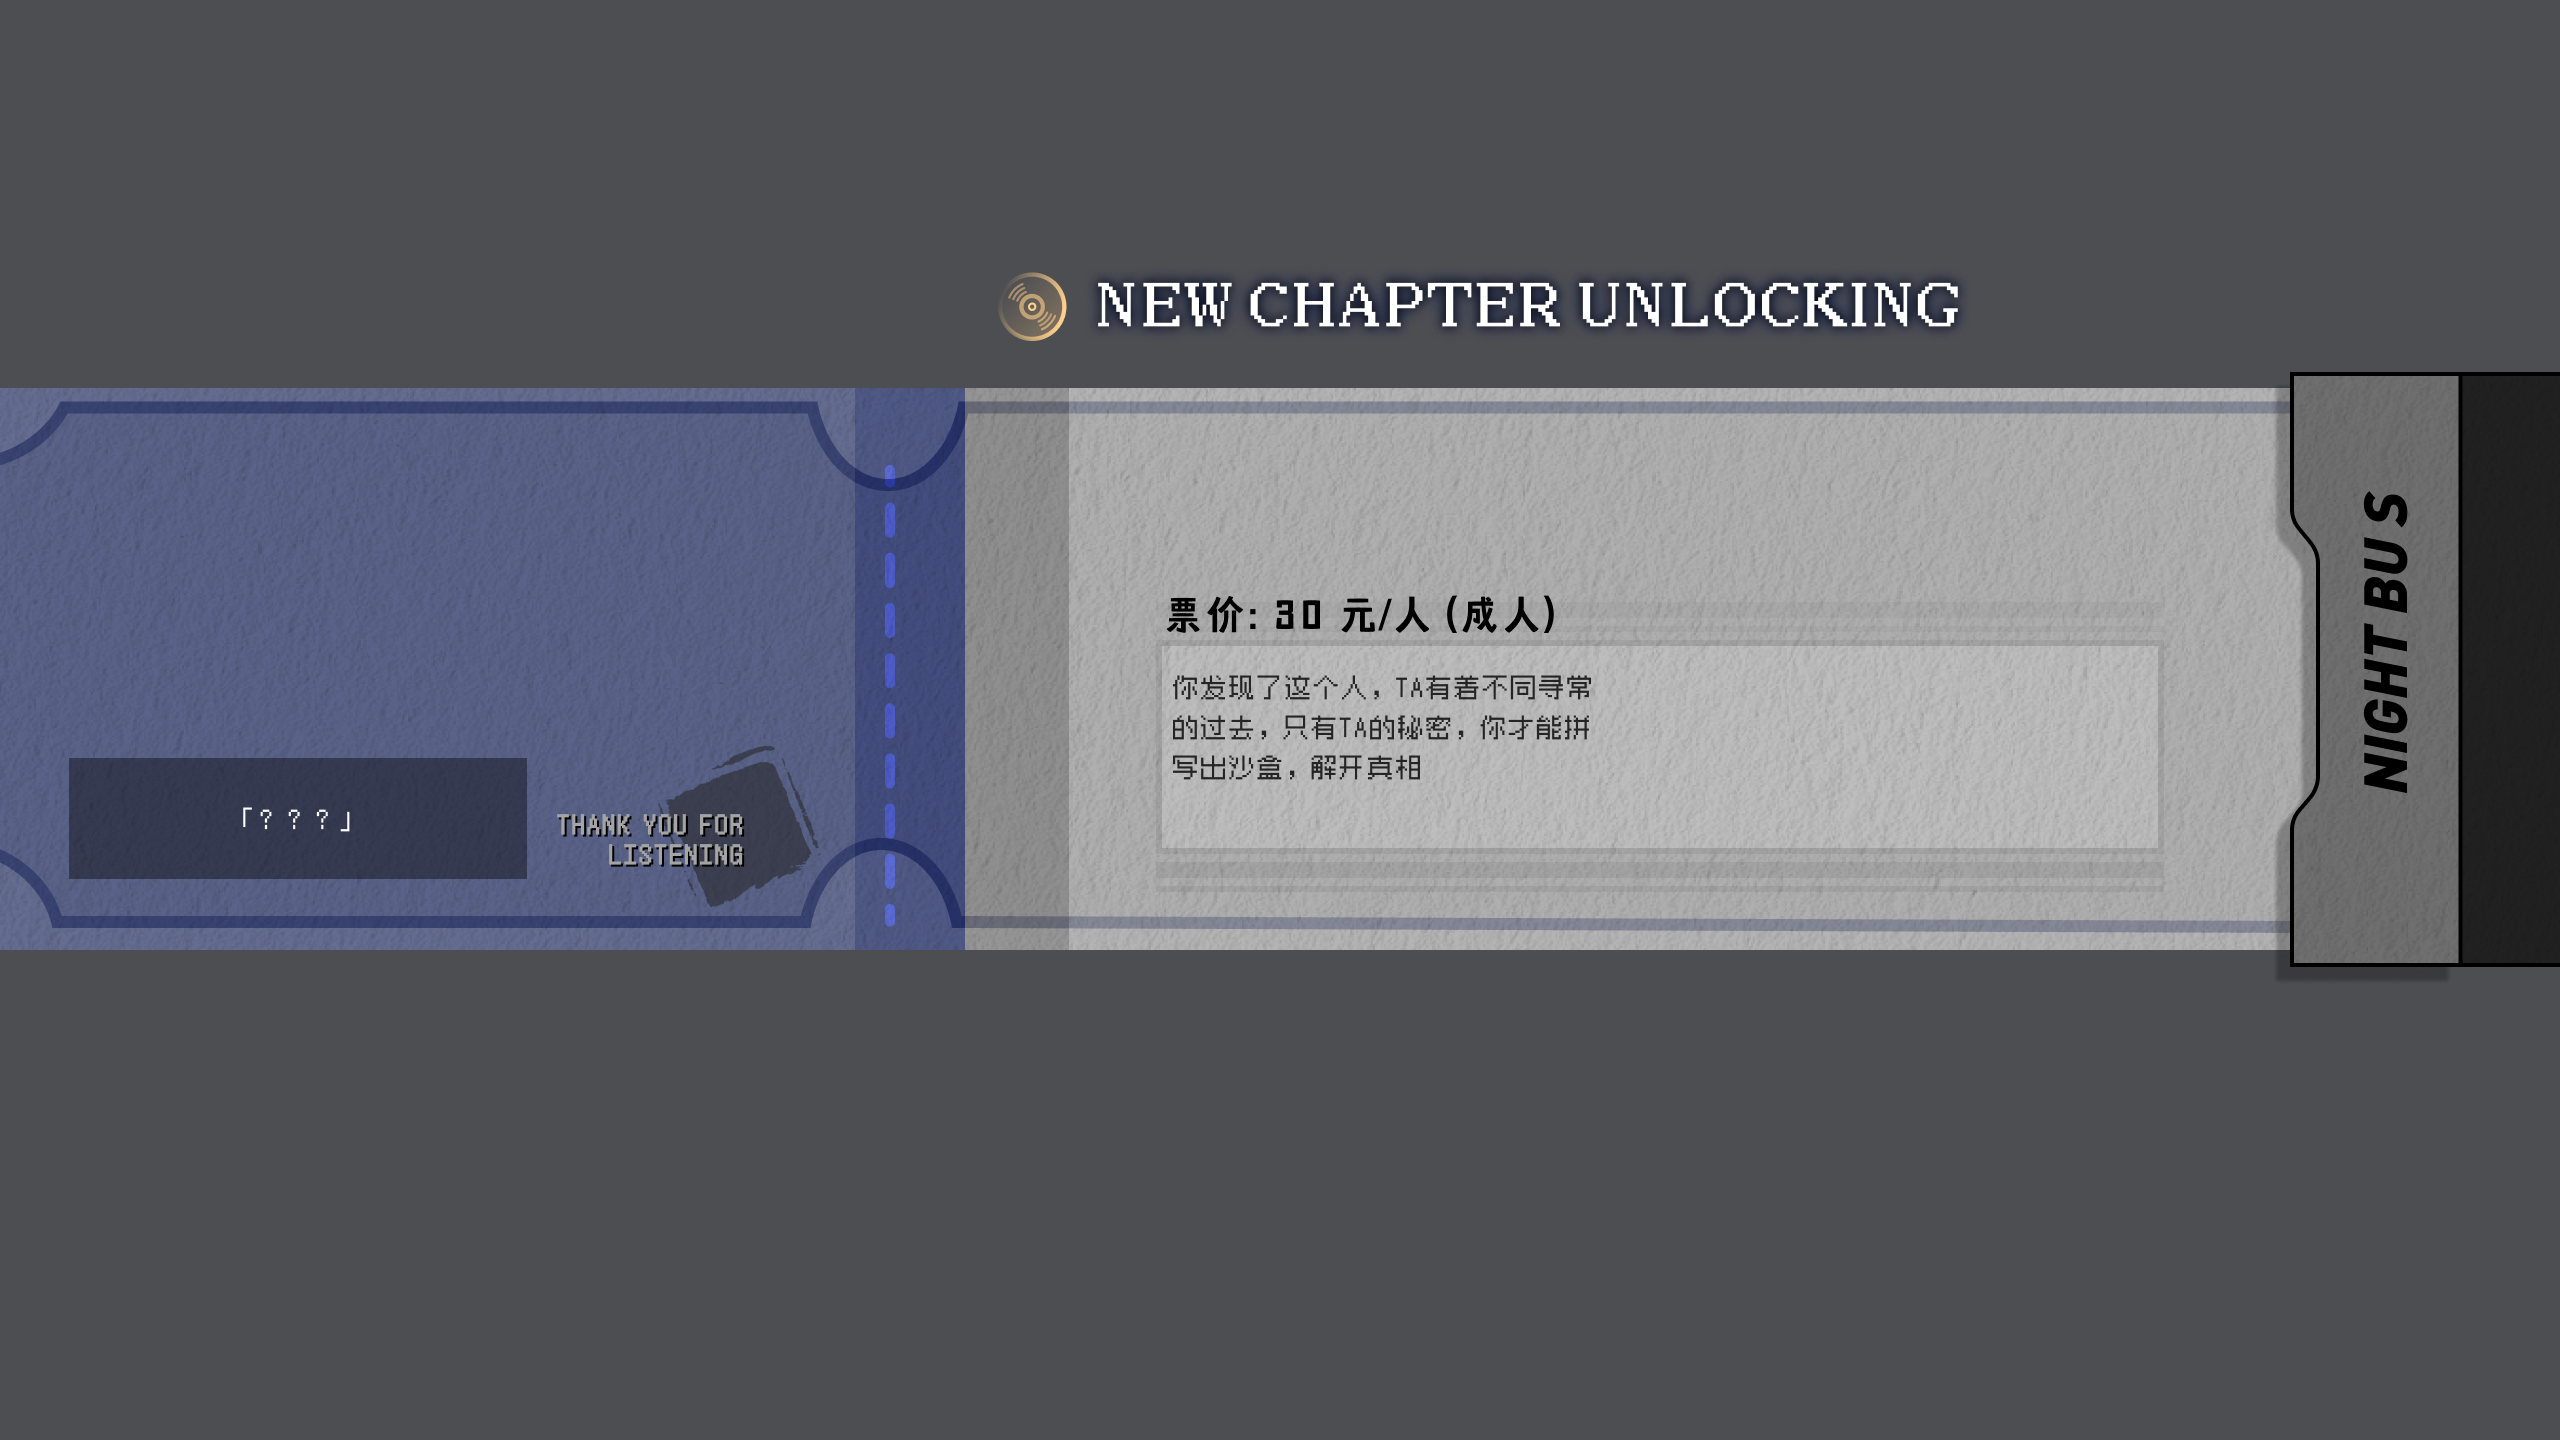 NEW CHAPTER UNLOCKING
「???」
THANK YOU FOR
LISTENING
票价: 30 元/人 (成人)
你发现了这个人，TA有着不同寻常
的过去，只有TA的秘密，你才能拼
写出沙盒，解开真相
NIGHT BUS